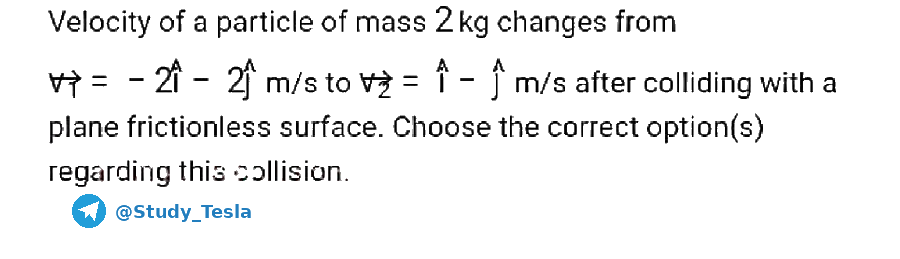 Velocity of a particle of mass 2 kg changes from
v⃗1 = - 2î - 2ĵ m/s to v⃗2 = î - ĵ m/s after colliding with a
plane frictionless surface. Choose the correct option(s)
regarding this collision.
@Study_Tesla